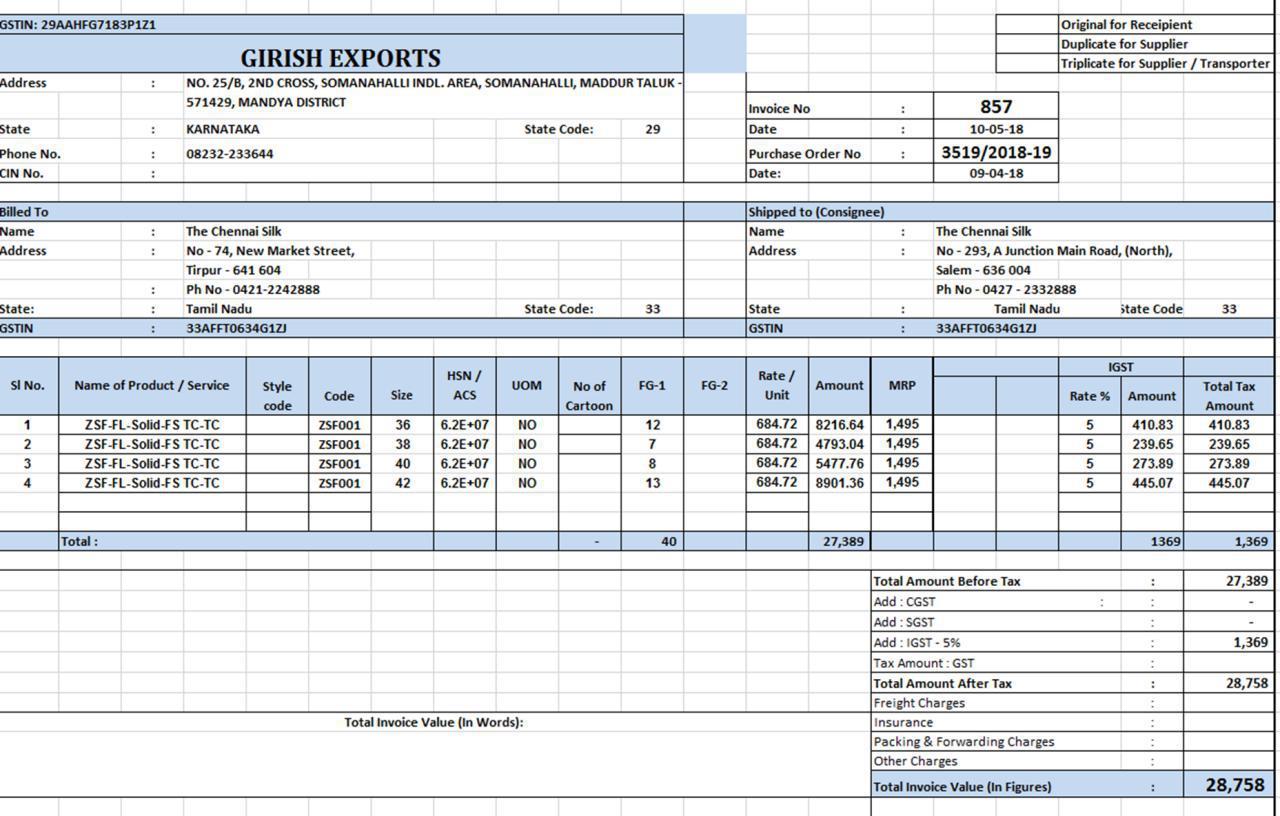 GSTIN: 29AAHFG7183P1Z1
Original for Receipient
Duplicate for Supplier
GIRISH EXPORTS
Triplicate for Supplier / Transporter
Address : NO. 25/B, 2ND CROSS, SOMANAHALLI INDL. AREA, SOMANAHALLI, MADDUR TALUK -
571429, MANDYA DISTRICT
Invoice No : 857
State : KARNATAKA State Code: 29 Date : 10-05-18
Phone No. : 08232-233644 Purchase Order No : 3519/2018-19
CIN No. : Date: 09-04-18
Billed To Shipped to (Consignee)
Name : The Chennai Silk Name : The Chennai Silk
Address : No - 74, New Market Street, Address : No - 293, A Junction Main Road, (North),
Tirpur - 641 604 Salem - 636 004
: Ph No - 0421-2242888 Ph No - 0427 - 2332888
State: : Tamil Nadu State Code: 33 State : Tamil Nadu State Code 33
GSTIN : 33AFFT0634G1ZJ GSTIN : 33AFFT0634G1ZJ
Sl No. Name of Product / Service Style code Code Size HSN / ACS UOM No of Cartoon FG-1 FG-2 Rate / Unit Amount MRP IGST Rate % Amount Total Tax Amount
1 ZSF-FL-Solid-FS TC-TC ZSF001 36 6.2E+07 NO 12 684.72 8216.64 1,495 5 410.83 410.83
2 ZSF-FL-Solid-FS TC-TC ZSF001 38 6.2E+07 NO 7 684.72 4793.04 1,495 5 239.65 239.65
3 ZSF-FL-Solid-FS TC-TC ZSF001 40 6.2E+07 NO 8 684.72 5477.76 1,495 5 273.89 273.89
4 ZSF-FL-Solid-FS TC-TC ZSF001 42 6.2E+07 NO 13 684.72 8901.36 1,495 5 445.07 445.07
Total : - 40 27,389 1369 1,369
Total Amount Before Tax : 27,389
Add : CGST : : -
Add : SGST : -
Add : IGST - 5% : 1,369
Tax Amount : GST :
Total Amount After Tax : 28,758
Freight Charges :
Total Invoice Value (In Words): Insurance :
Packing & Forwarding Charges :
Other Charges :
Total Invoice Value (In Figures) : 28,758